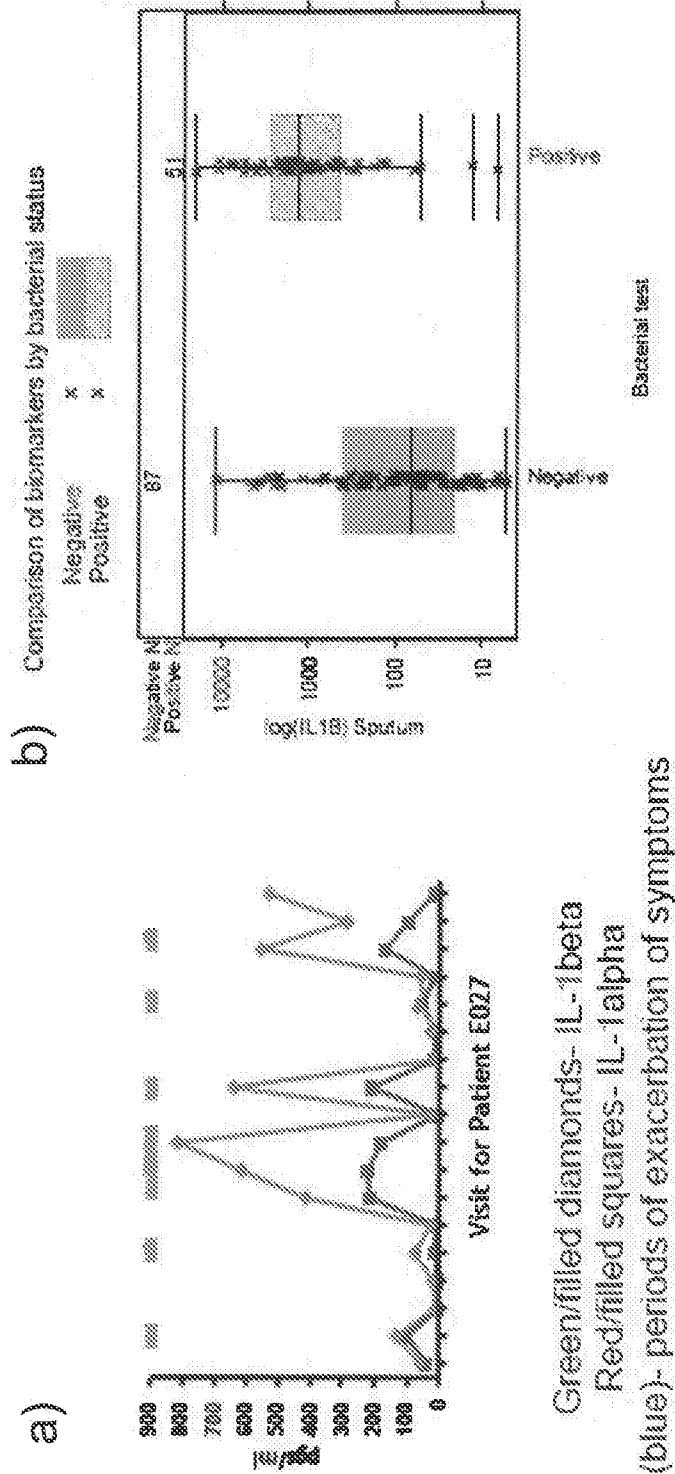 a)
900
800
700
600
500
400
300
200
100
0
pg/ml
Visit for Patient E027
Green/filled diamonds- IL-1beta
Red/filled squares- IL-1alpha
(blue)- periods of exacerbation of symptoms
b)
Comparison of biomarkers by bacterial status
Negative x
Positive x
Negative N
Positive N
87
51
10000
1000
100
10
log(IL1B) Sputum
Negative
Positive
Bacterial test